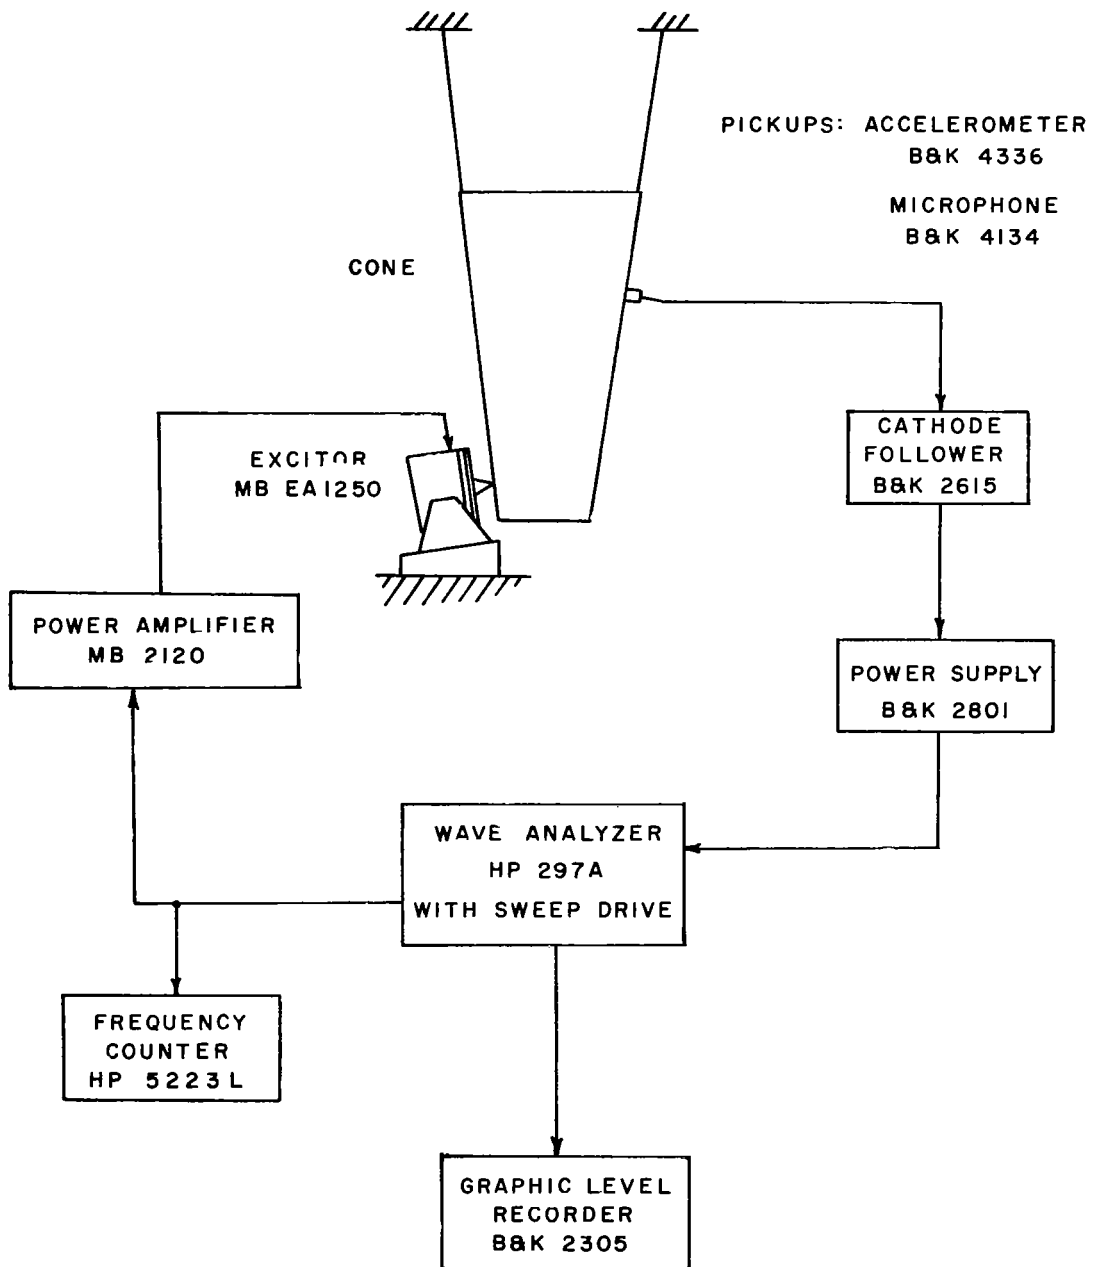 PICKUPS: ACCELEROMETER
B&K 4336
MICROPHONE
B&K 4134
CONE
CATHODE
FOLLOWER
B&K 2615
EXCITOR
MB EA1250
POWER AMPLIFIER
MB 2120
POWER SUPPLY
B&K 2801
WAVE ANALYZER
HP 297A
WITH SWEEP DRIVE
FREQUENCY
COUNTER
HP 5223L
GRAPHIC LEVEL
RECORDER
B&K 2305